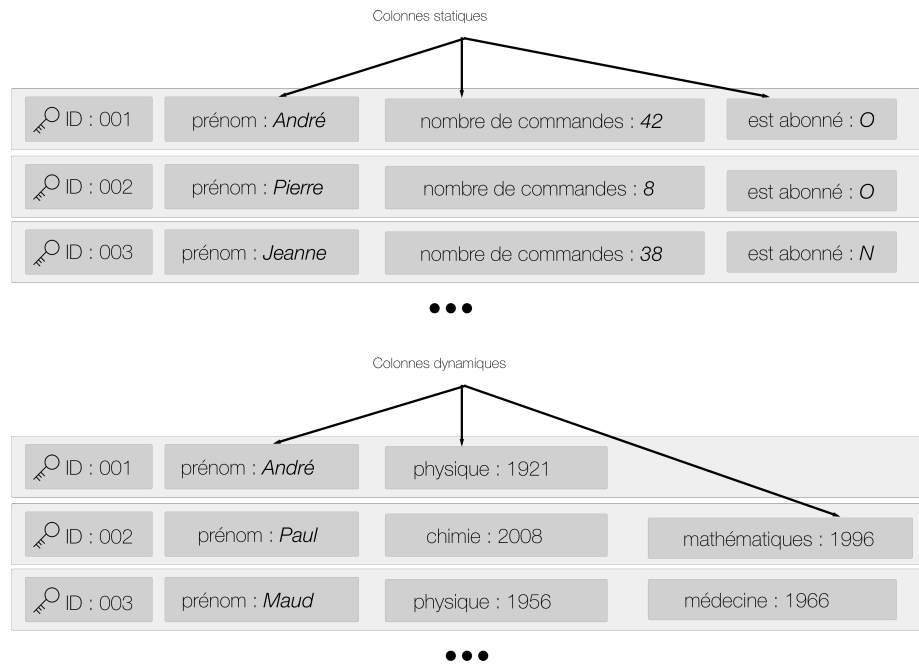 Colonnes statiques
ID : 001 prénom : André nombre de commandes : 42 est abonné : O
ID : 002 prénom : Pierre nombre de commandes : 8 est abonné : O
ID : 003 prénom : Jeanne nombre de commandes : 38 est abonné : N
•••
Colonnes dynamiques
ID : 001 prénom : André physique : 1921
ID : 002 prénom : Paul chimie : 2008 mathématiques : 1996
ID : 003 prénom : Maud physique : 1956 médecine : 1966
•••